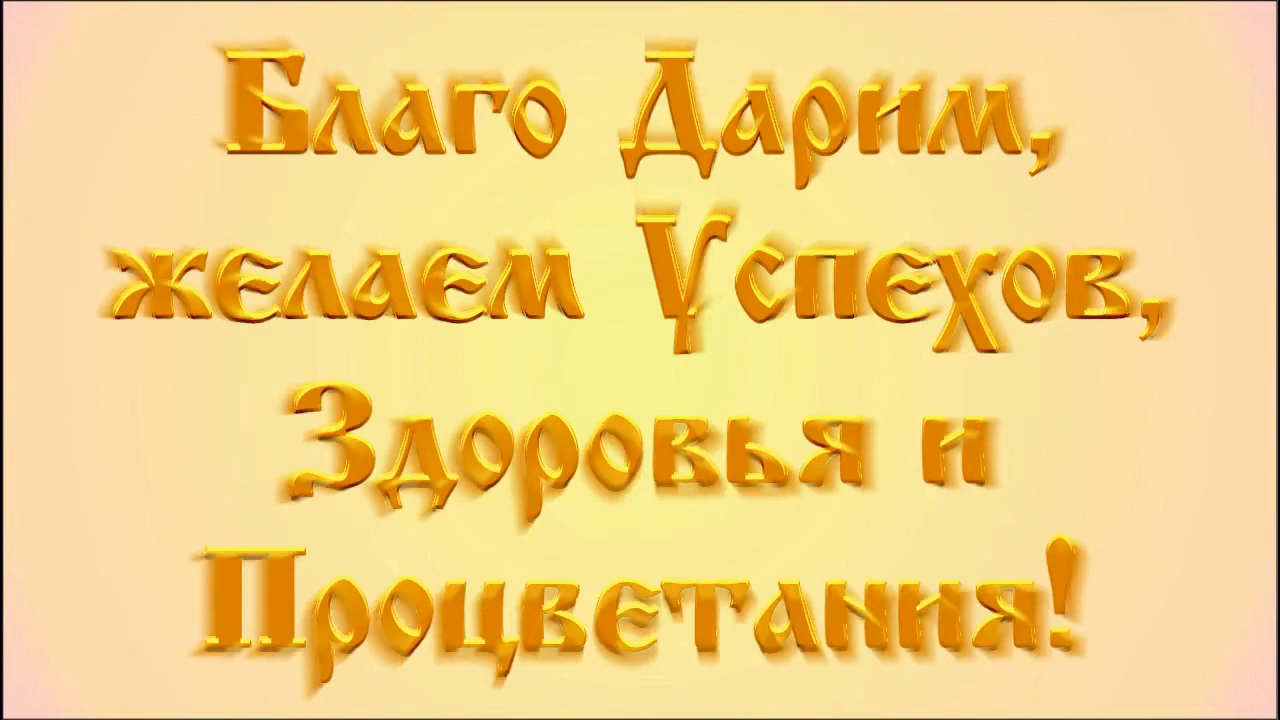 Благо Дарим,
желаем Успехов,
Здоровья и
Процветания!